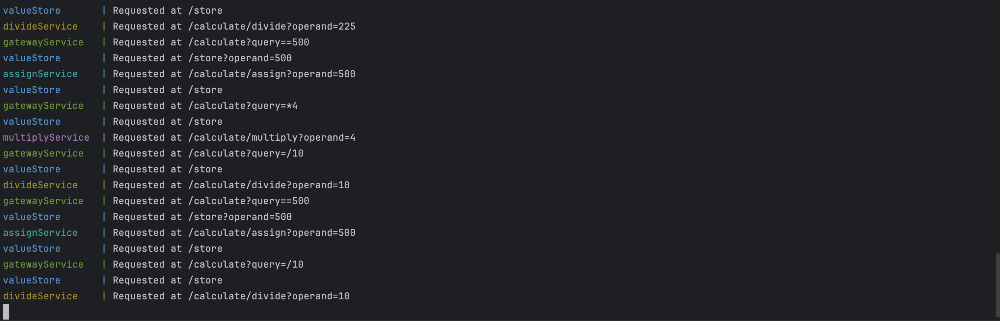 valueStore | Requested at /store
divideService | Requested at /calculate/divide?operand=225
gatewayService | Requested at /calculate?query==500
valueStore | Requested at /store?operand=500
assignService | Requested at /calculate/assign?operand=500
valueStore | Requested at /store
gatewayService | Requested at /calculate?query=*4
valueStore | Requested at /store
multiplyService | Requested at /calculate/multiply?operand=4
gatewayService | Requested at /calculate?query=/10
valueStore | Requested at /store
divideService | Requested at /calculate/divide?operand=10
gatewayService | Requested at /calculate?query==500
valueStore | Requested at /store?operand=500
assignService | Requested at /calculate/assign?operand=500
valueStore | Requested at /store
gatewayService | Requested at /calculate?query=/10
valueStore | Requested at /store
divideService | Requested at /calculate/divide?operand=10